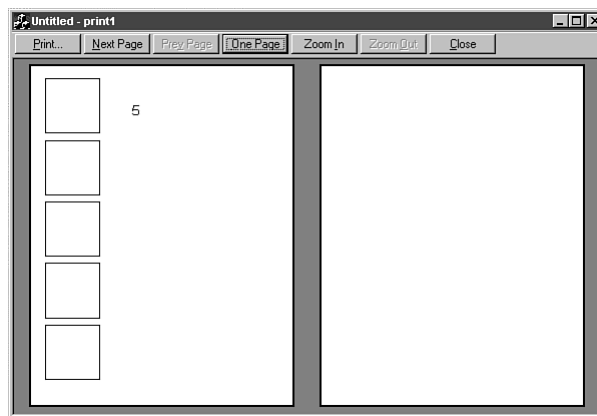 Untitled - print1
Print... Next Page Prev Page One Page Zoom In Zoom Out Close
5